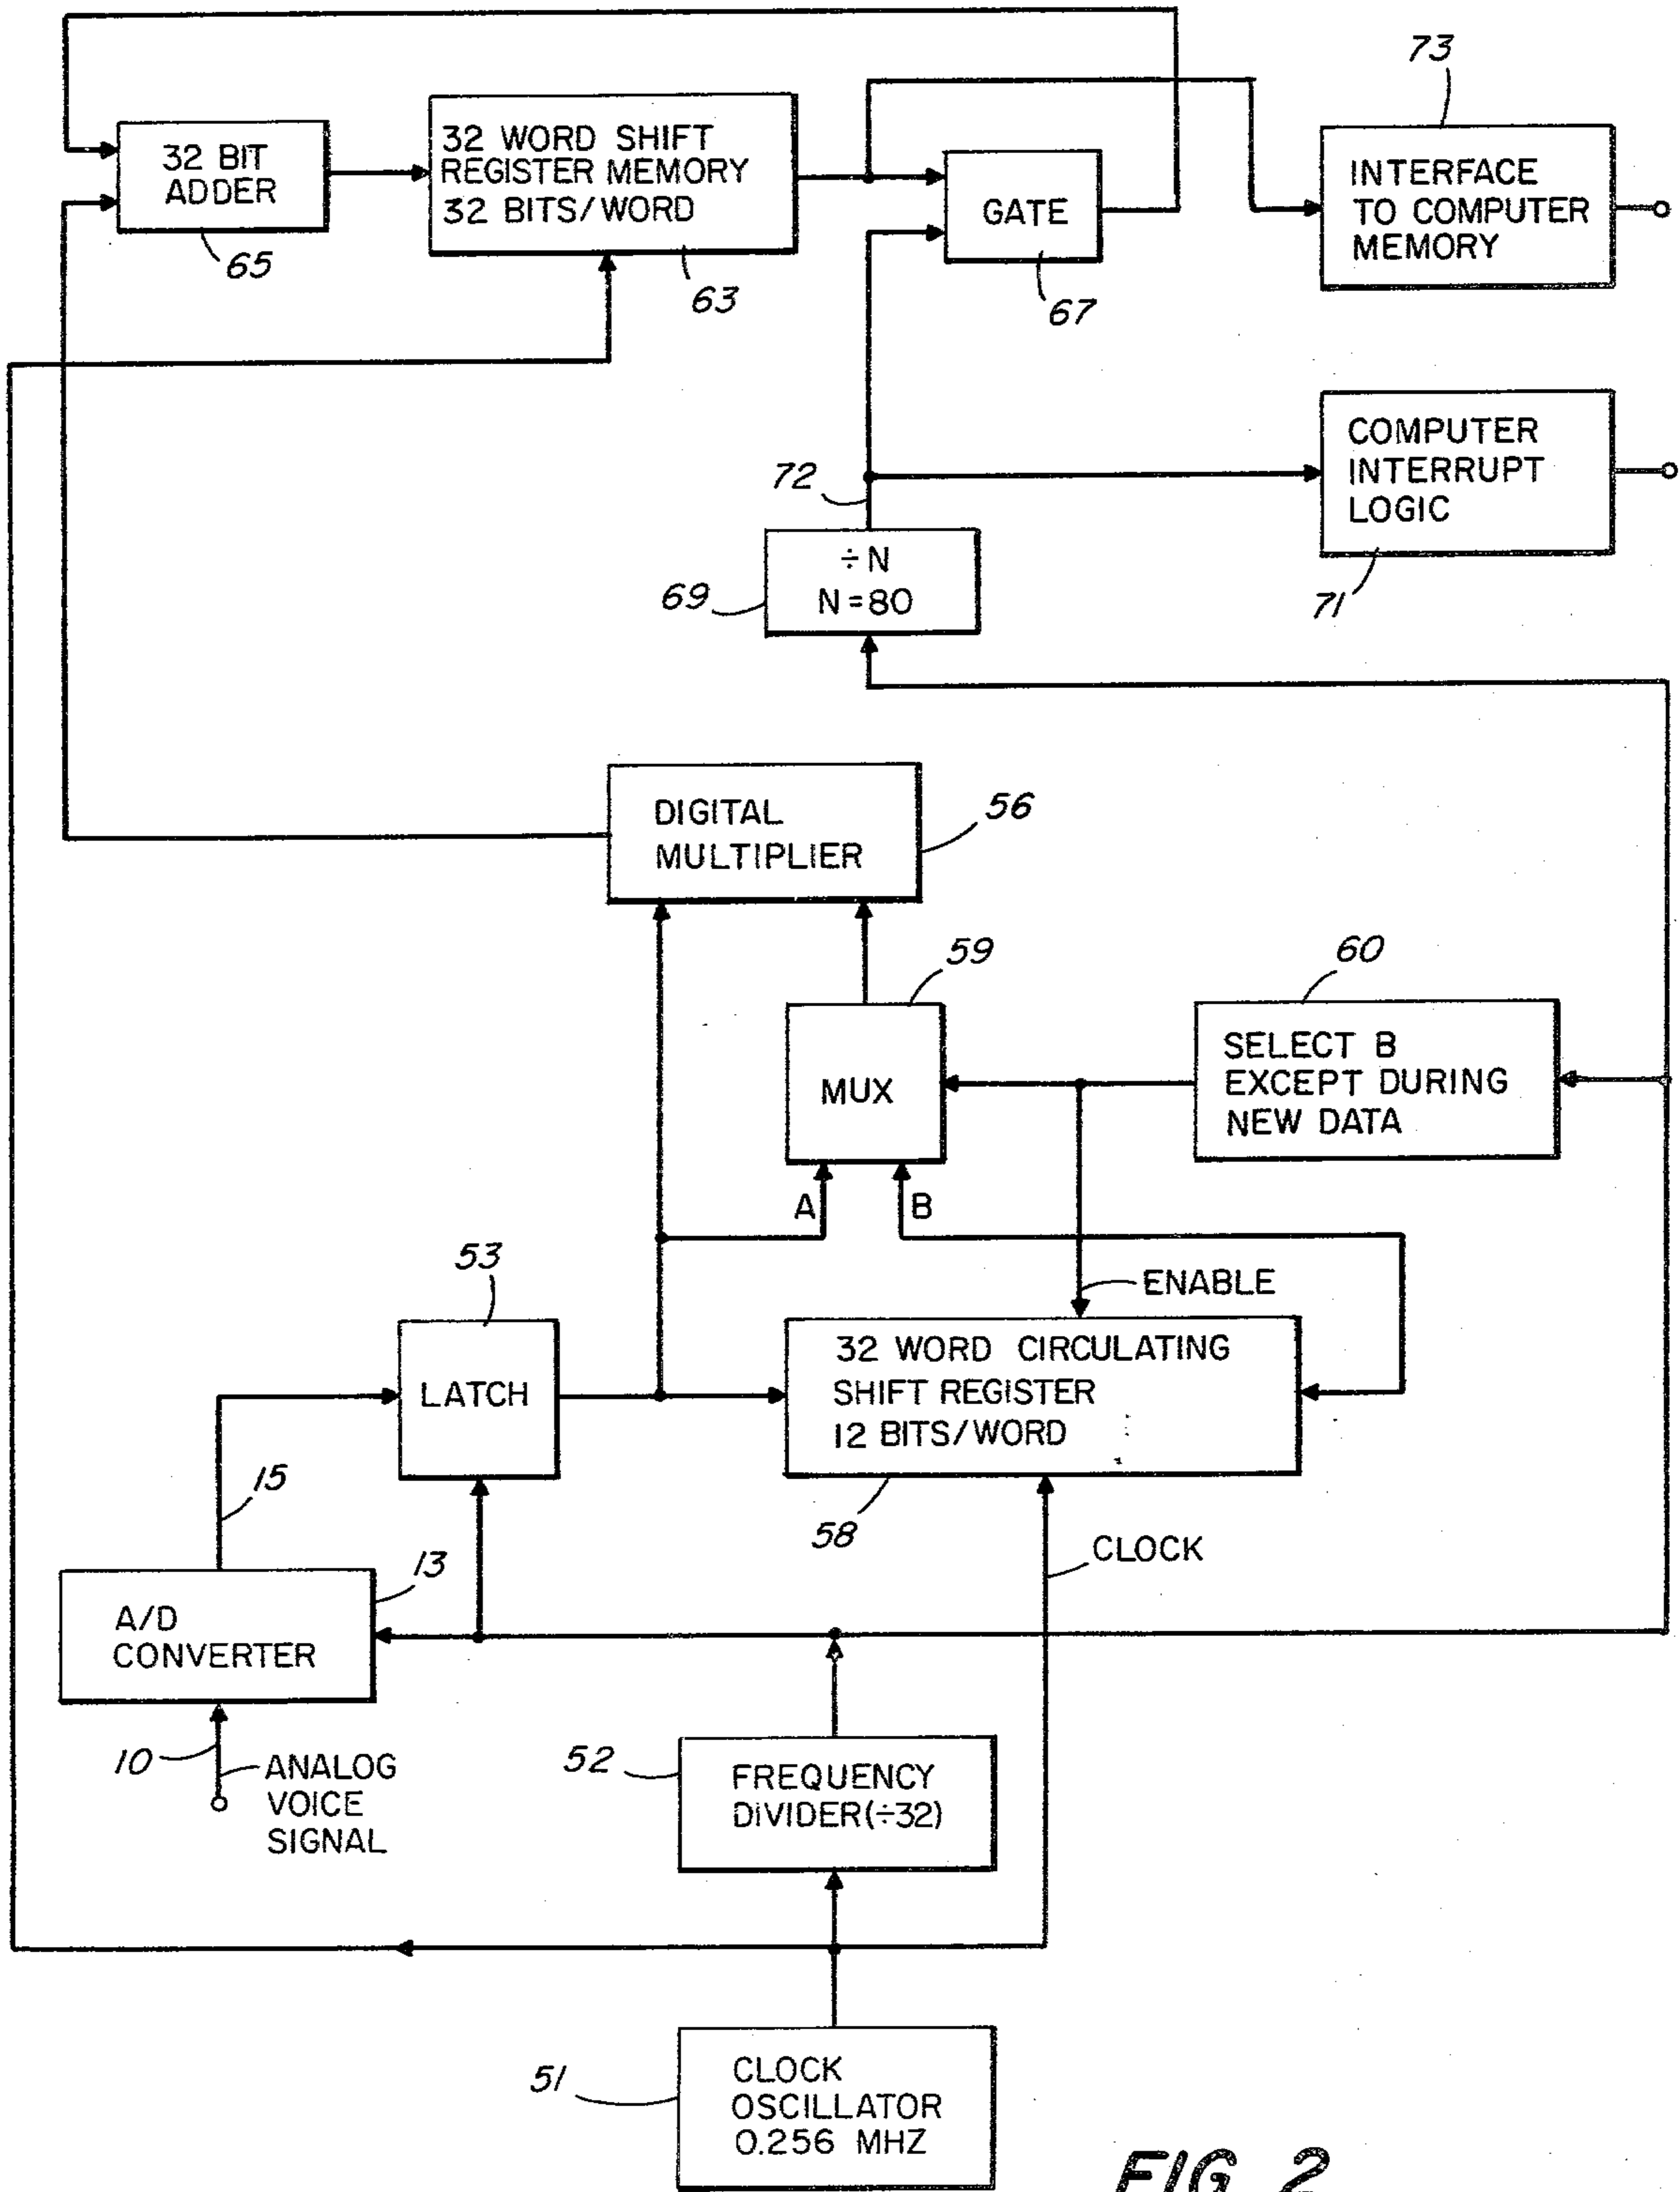 73
32 BIT
ADDER
65
32 WORD SHIFT
REGISTER MEMORY
32 BITS/WORD
63
GATE
67
INTERFACE
TO COMPUTER
MEMORY
COMPUTER
INTERRUPT
LOGIC
71
72
÷ N
N=80
69
DIGITAL
MULTIPLIER
56
59
MUX
60
SELECT B
EXCEPT DURING
NEW DATA
A
B
ENABLE
53
LATCH
32 WORD CIRCULATING
SHIFT REGISTER
12 BITS/WORD
58
CLOCK
15
13
A/D
CONVERTER
10
ANALOG
VOICE
SIGNAL
52
FREQUENCY
DIVIDER(÷32)
51
CLOCK
OSCILLATOR
0.256 MHZ
FIG. 2